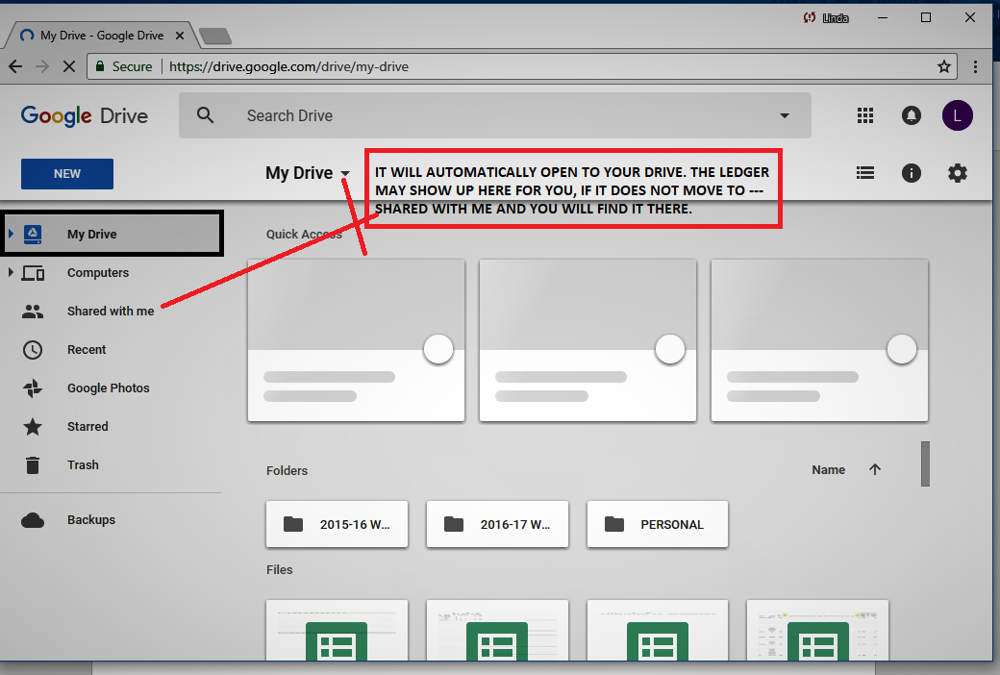 Linda
My Drive - Google Drive
Secure
https://drive.google.com/drive/my-drive
Google Drive
Search Drive
L
NEW
My Drive
IT WILL AUTOMATICALLY OPEN TO YOUR DRIVE. THE LEDGER
MAY SHOW UP HERE FOR YOU, IF IT DOES NOT MOVE TO ---
SHARED WITH ME AND YOU WILL FIND IT THERE.
My Drive
Computers
Shared with me
Recent
Google Photos
Starred
Trash
Backups
Quick Access
Folders
Name
2015-16 W...
2016-17 W...
PERSONAL
Files